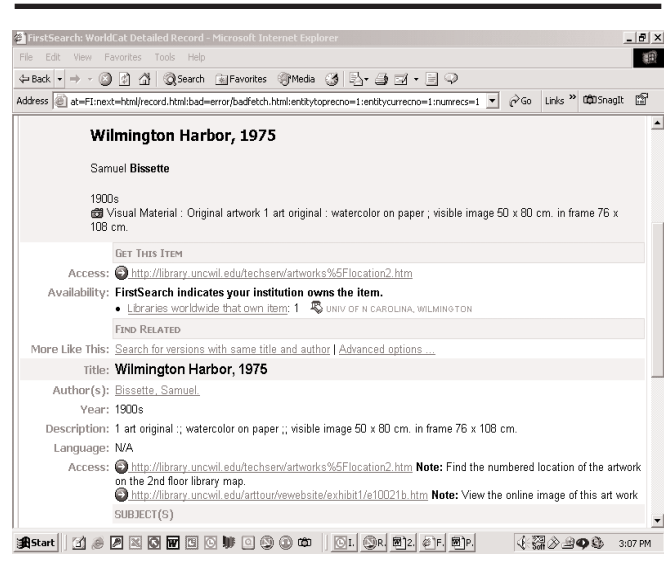 FirstSearch: WorldCat Detailed Record - Microsoft Internet Explorer
File Edit View Favorites Tools Help
Back Search Favorites Media
Address at=FI:next=html/record.html:bad=error/badfetch.html:entitytoprecno=1:entitycurrecno=1:numrecs=1 Go Links » SnagIt
Wilmington Harbor, 1975
Samuel Bissette
1900s
Visual Material : Original artwork 1 art original : watercolor on paper ; visible image 50 x 80 cm. in frame 76 x
108 cm.
GET THIS ITEM
Access: http://library.uncwil.edu/techserv/artworks%5Flocation2.htm
Availability: FirstSearch indicates your institution owns the item.
• Libraries worldwide that own item: 1 UNIV OF N CAROLINA, WILMINGTON
FIND RELATED
More Like This: Search for versions with same title and author | Advanced options ...
Title: Wilmington Harbor, 1975
Author(s): Bissette, Samuel.
Year: 1900s
Description: 1 art original :; watercolor on paper ;; visible image 50 x 80 cm. in frame 76 x 108 cm.
Language: N/A
Access: http://library.uncwil.edu/techserv/artworks%5Flocation2.htm Note: Find the numbered location of the artwork
on the 2nd floor library map.
http://library.uncwil.edu/arttour/vewebsite/exhibit1/e10021b.htm Note: View the online image of this art work
SUBJECT(S)
Start I. R. 2. F. P. 3:07 PM